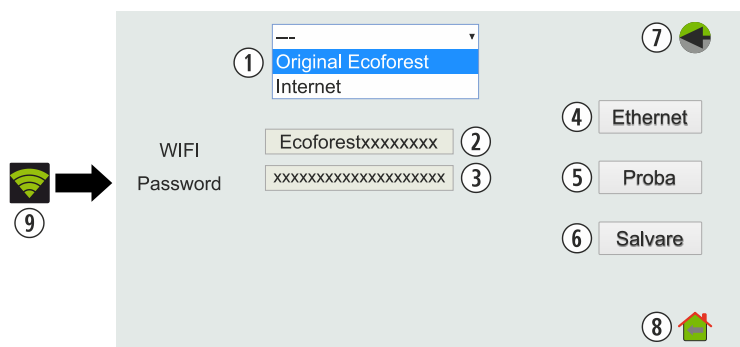 ---
① Original Ecoforest
Internet
⑦
④ Ethernet
WIFI Ecoforestxxxxxxxx ②
Password xxxxxxxxxxxxxxxxxxxx ③
⑤ Proba
⑨
⑥ Salvare
⑧